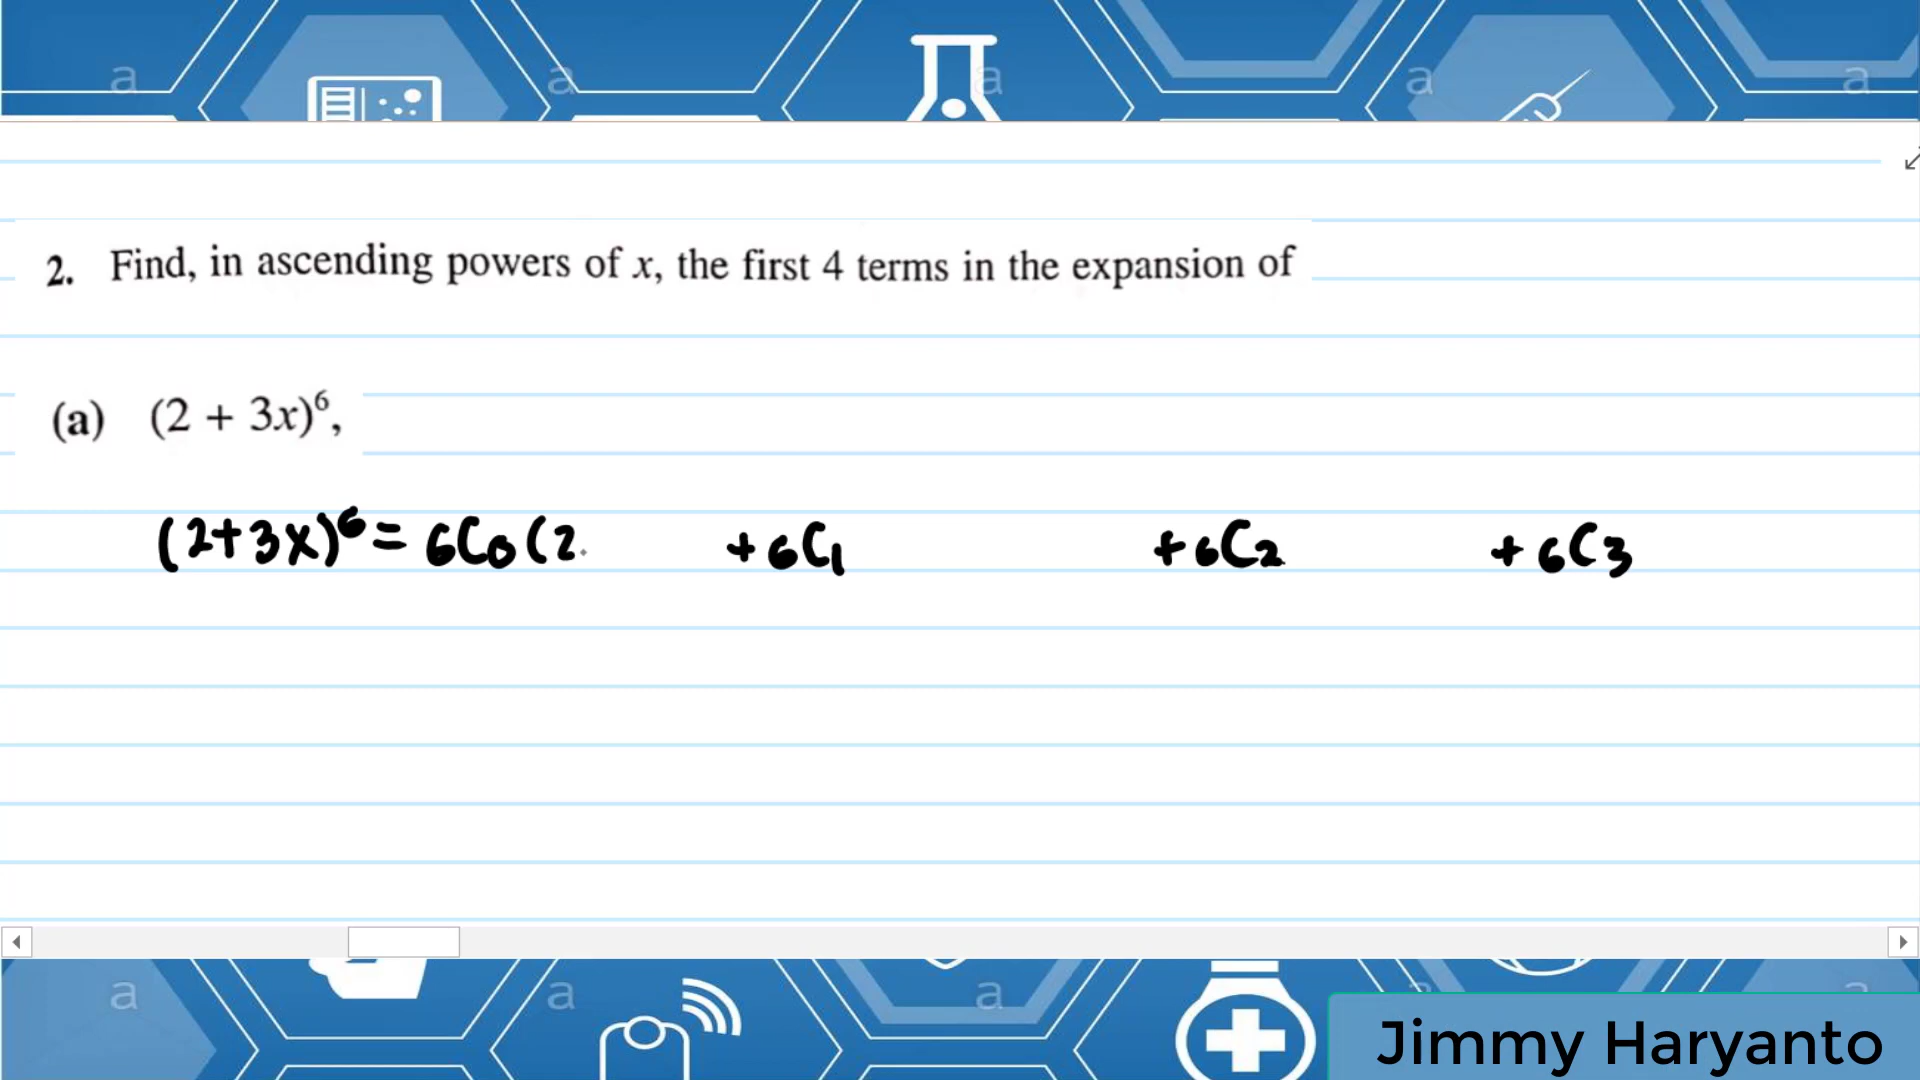 a a a a a
2. Find, in ascending powers of x, the first 4 terms in the expansion of
(a) (2 + 3x)⁶,
(2+3x)⁶ = 6C0 (2 + 6C1 + 6C2 + 6C3
a a a a a
Jimmy Haryanto